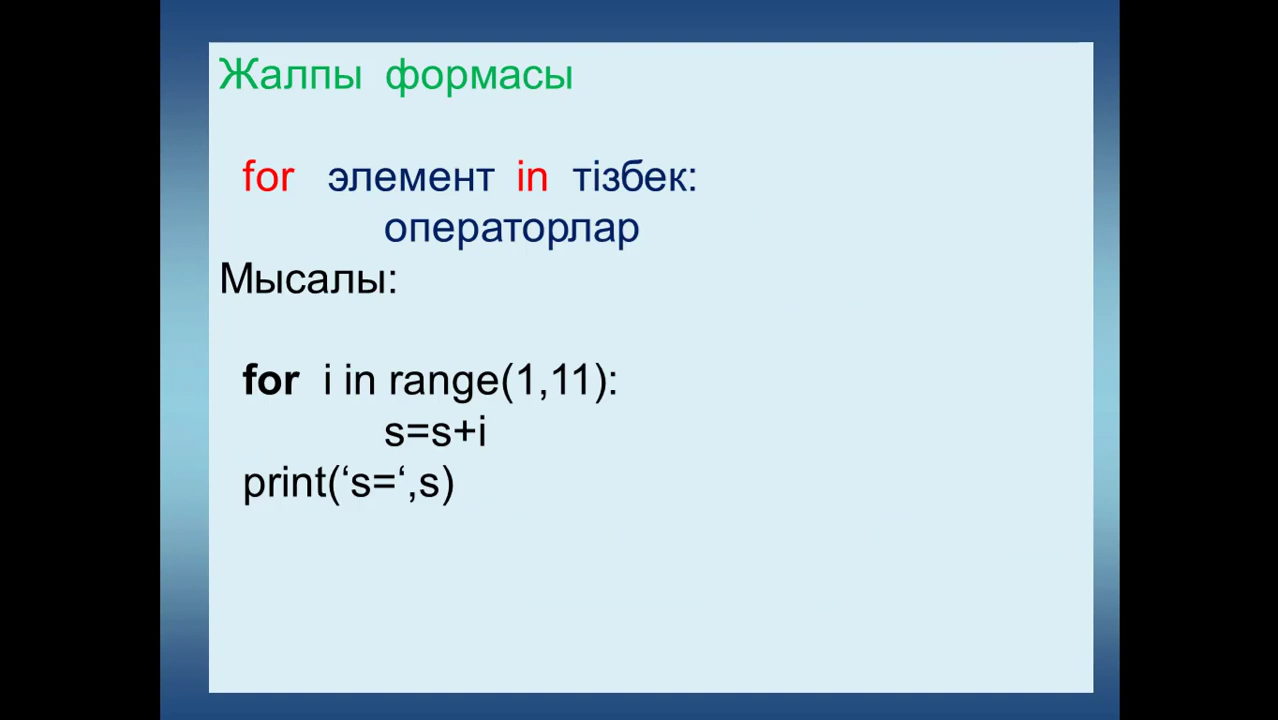 Жалпы формасы
for элемент in тізбек:
операторлар
Мысалы:
for i in range(1,11):
s=s+i
print(‘s=‘,s)